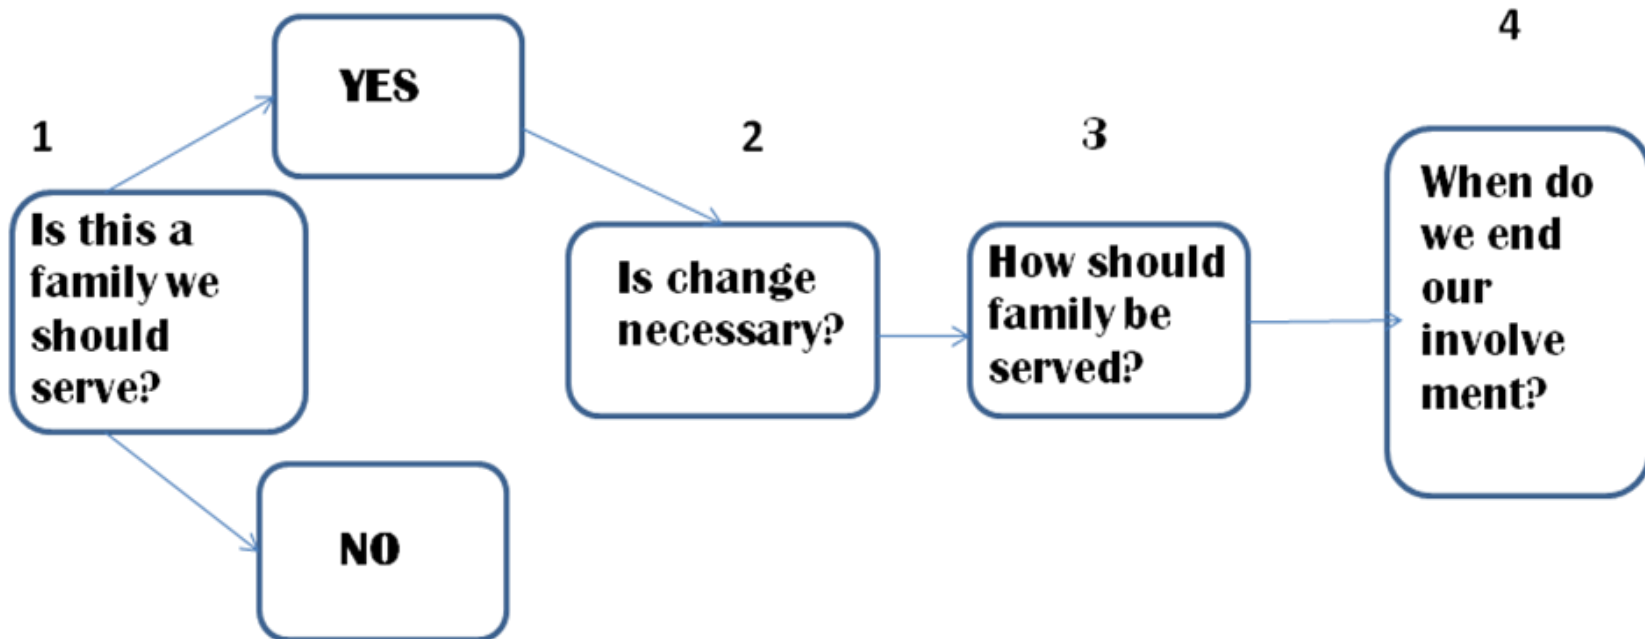 1
Is this a
family we
should
serve?
YES
NO
2
Is change
necessary?
3
How should
family be
served?
4
When do
we end
our
involve
ment?